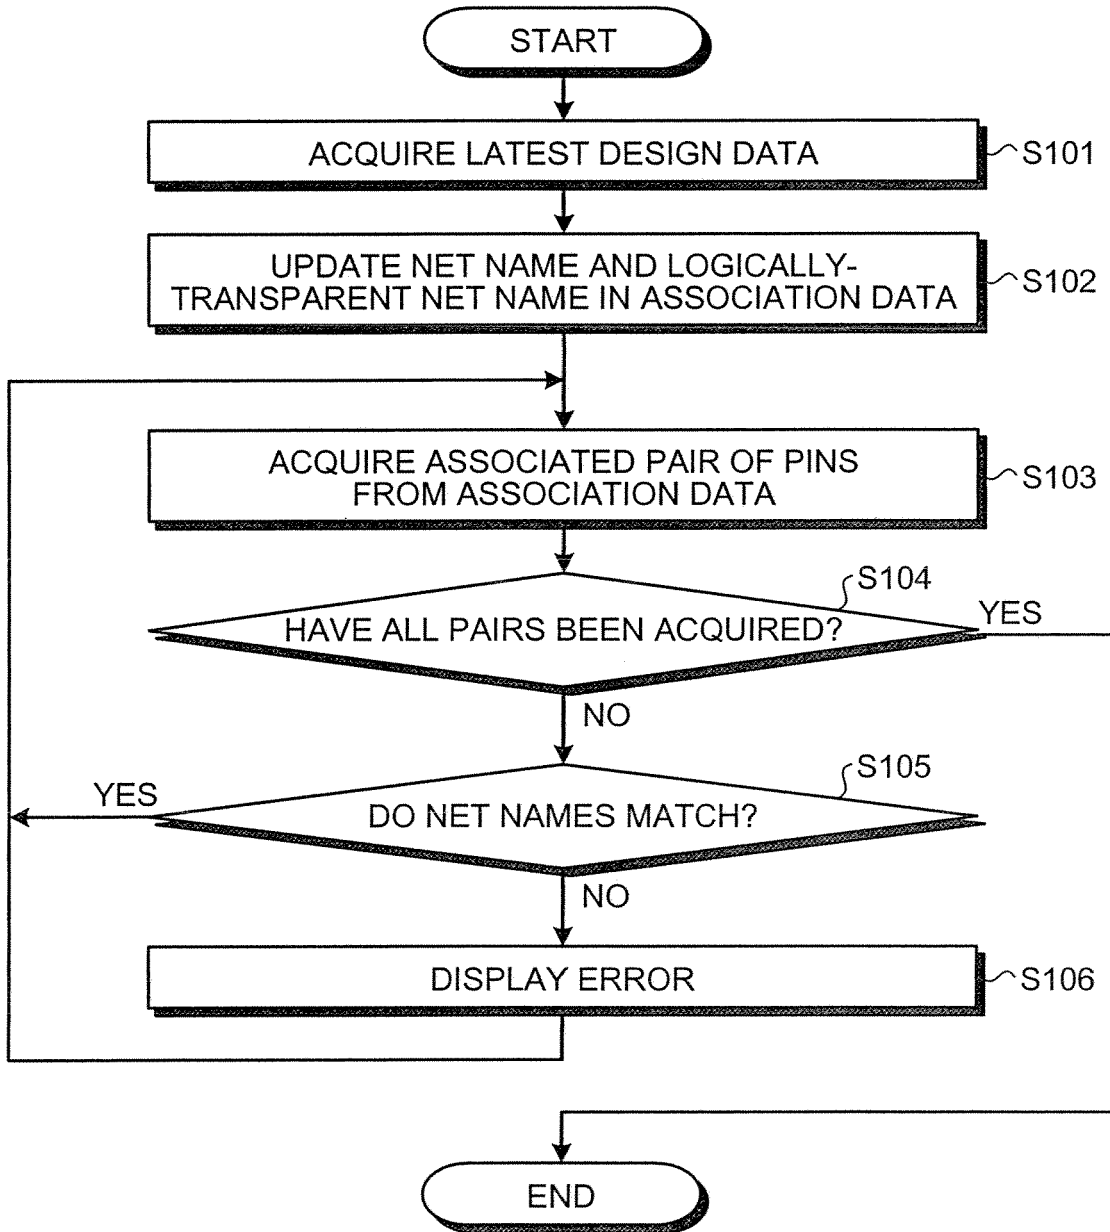 START
ACQUIRE LATEST DESIGN DATA
S101
UPDATE NET NAME AND LOGICALLY-
TRANSPARENT NET NAME IN ASSOCIATION DATA
S102
ACQUIRE ASSOCIATED PAIR OF PINS
FROM ASSOCIATION DATA
S103
S104
HAVE ALL PAIRS BEEN ACQUIRED?
YES
NO
S105
YES
DO NET NAMES MATCH?
NO
DISPLAY ERROR
S106
END